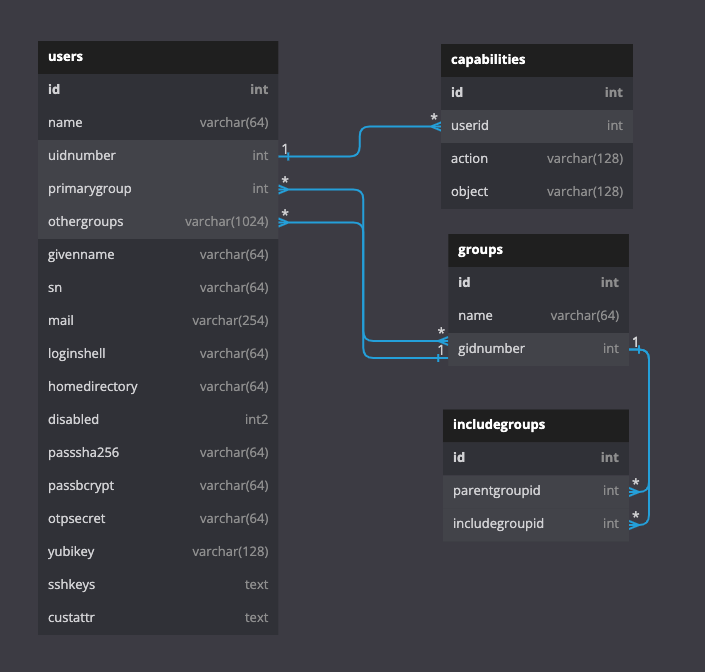 users
id int
name varchar(64)
uidnumber int
primarygroup int
othergroups varchar(1024)
givenname varchar(64)
sn varchar(64)
mail varchar(254)
loginshell varchar(64)
homedirectory varchar(64)
disabled int2
passsha256 varchar(64)
passbcrypt varchar(64)
otpsecret varchar(64)
yubikey varchar(128)
sshkeys text
custattr text
1
*
*
capabilities
id int
*
userid int
action varchar(128)
object varchar(128)
groups
id int
name varchar(64)
*
1
gidnumber int
1
includegroups
id int
parentgroupid int
*
includegroupid int
*